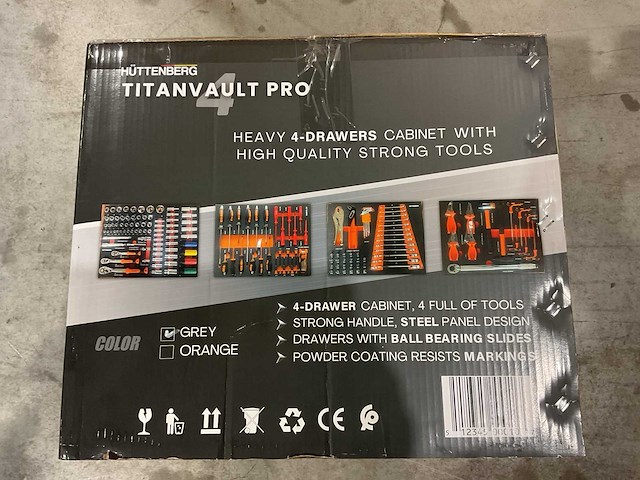 HÜTTENBERG
TITANVAULT PRO
4
HEAVY 4-DRAWERS CABINET WITH
HIGH QUALITY STRONG TOOLS
4-DRAWER CABINET, 4 FULL OF TOOLS
STRONG HANDLE, STEEL PANEL DESIGN
DRAWERS WITH BALL BEARING SLIDES
POWDER COATING RESISTS MARKINGS
COLOR
GREY
ORANGE
CE